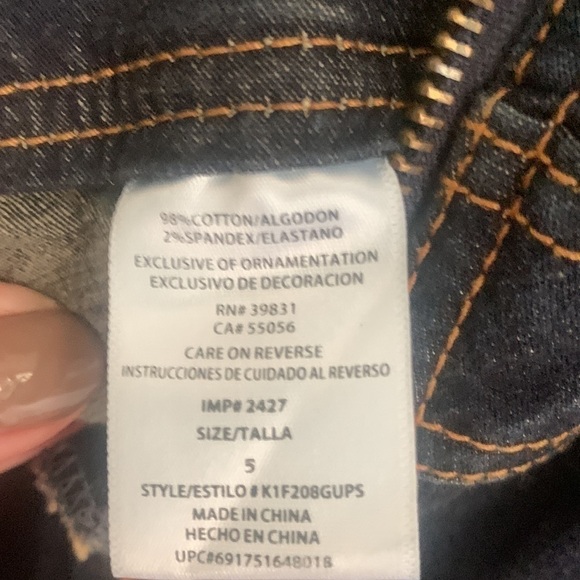 98%COTTON/ALGODON
2%SPANDEX/ELASTANO
EXCLUSIVE OF ORNAMENTATION
EXCLUSIVO DE DECORACION
RN# 39831
CA# 55056
CARE ON REVERSE
INSTRUCCIONES DE CUIDADO AL REVERSO
IMP# 2427
SIZE/TALLA
5
STYLE/ESTILO # K1F208GUPS
MADE IN CHINA
HECHO EN CHINA
UPC#691751648018